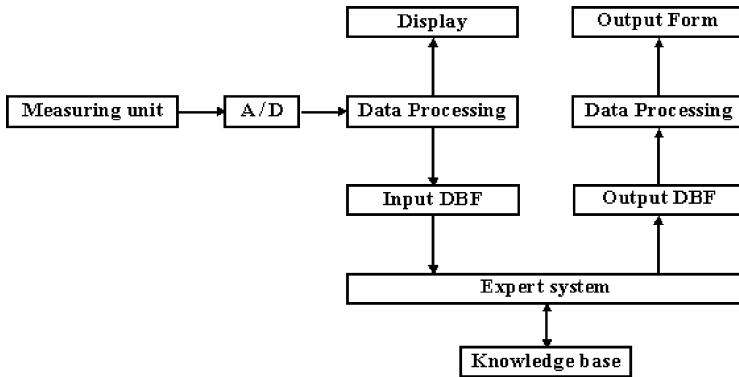 Display
Output Form
Measuring unit
A/D
Data Processing
Data Processing
Input DBF
Output DBF
Expert system
Knowledge base